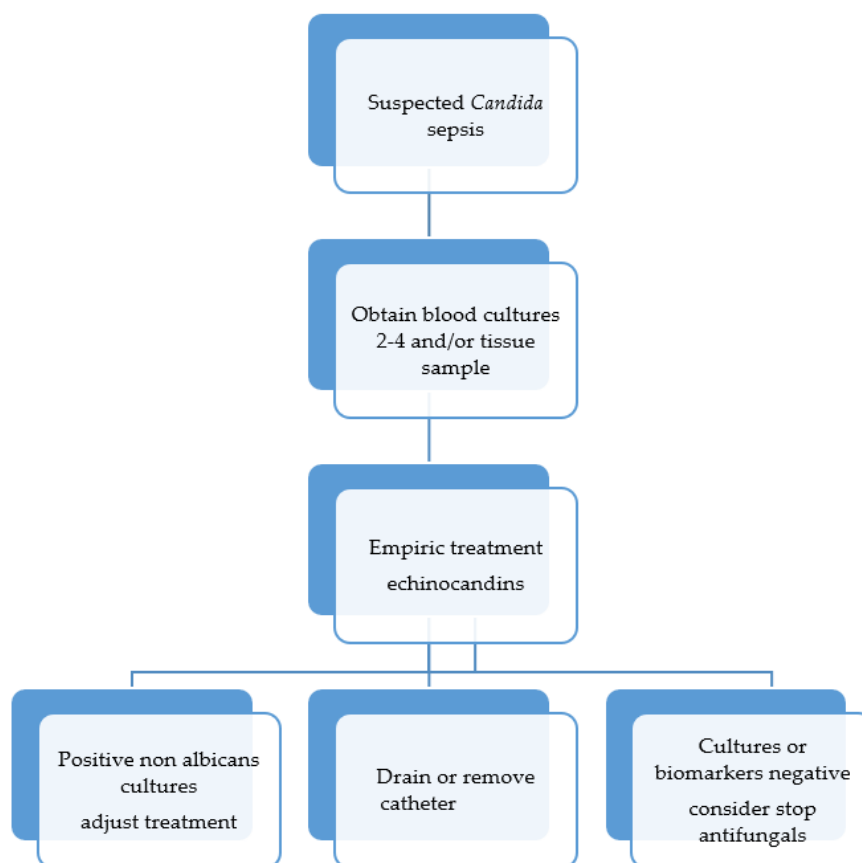 Suspected Candida
sepsis
Obtain blood cultures
2-4 and/or tissue
sample
Empiric treatment
echinocandins
Positive non albicans
cultures
adjust treatment
Drain or remove
catheter
Cultures or
biomarkers negative
consider stop
antifungals